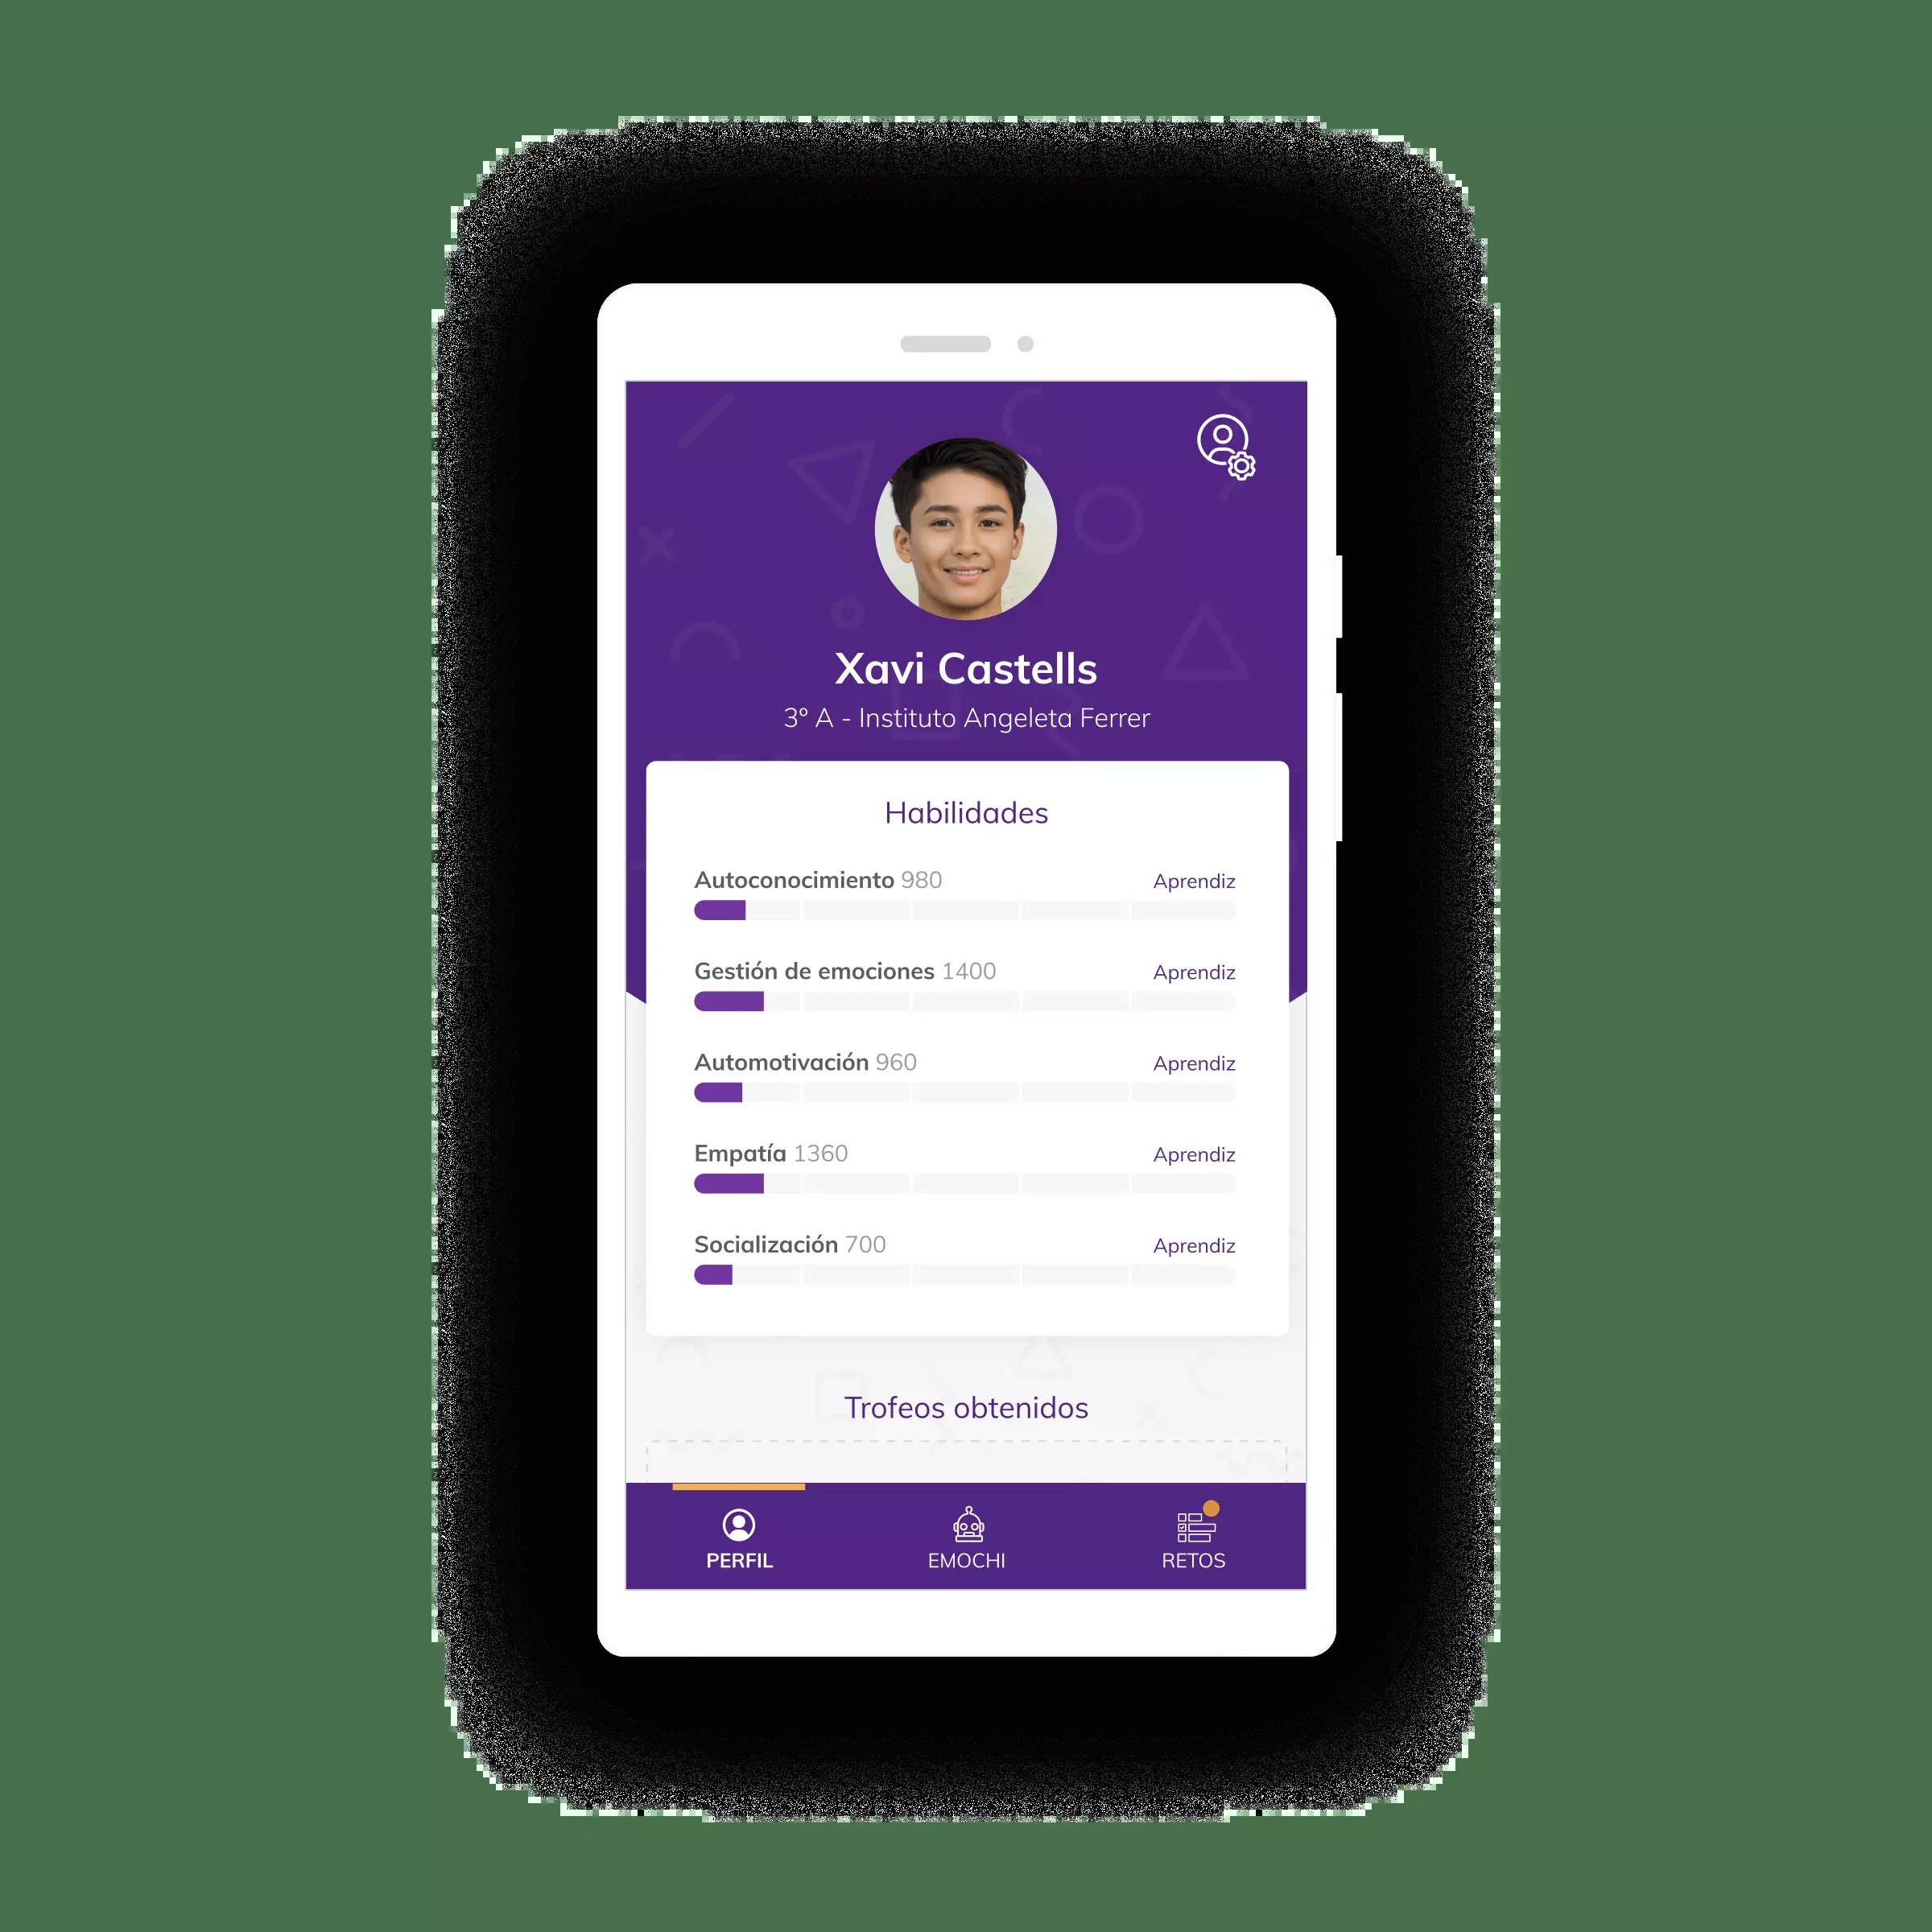 Xavi Castells
3º A - Instituto Angeleta Ferrer
Habilidades
Autoconocimiento 980 Aprendiz
Gestión de emociones 1400 Aprendiz
Automotivación 960 Aprendiz
Empatía 1360 Aprendiz
Socialización 700 Aprendiz
Trofeos obtenidos
PERFIL EMOCHI RETOS